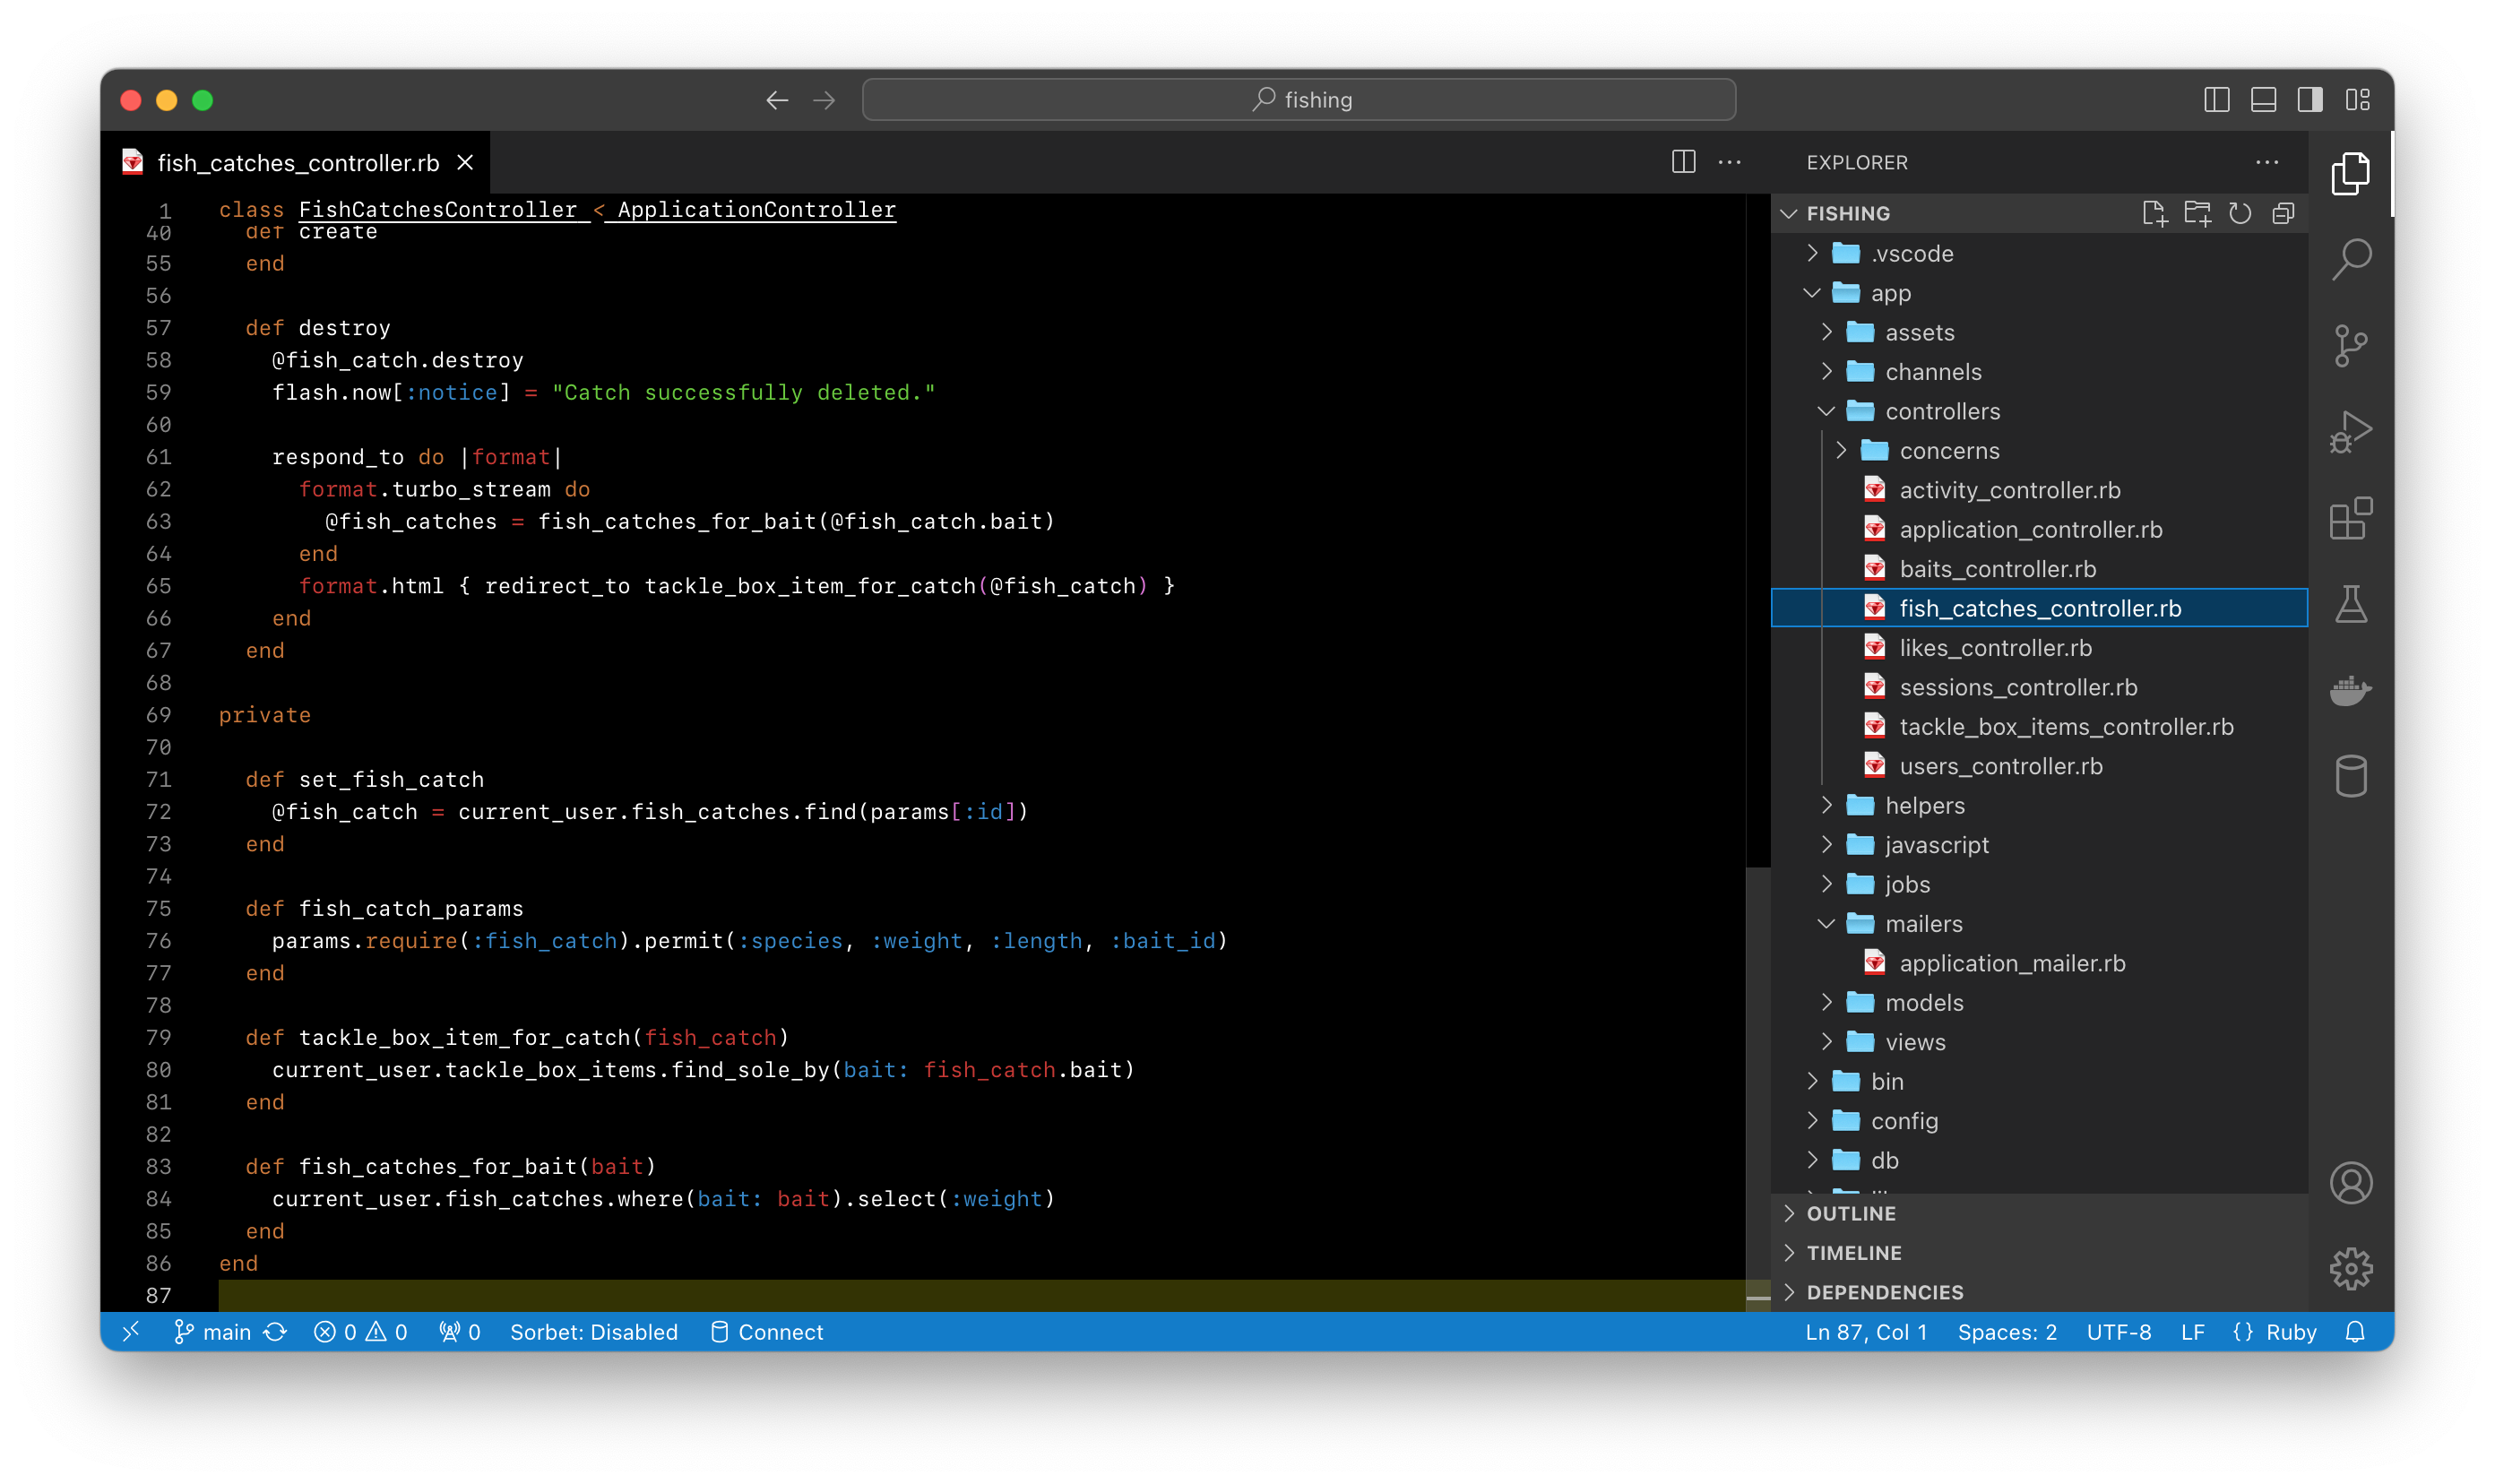 fishing
fish_catches_controller.rb
1 class FishCatchesController < ApplicationController
40 def create
55 end
56
57 def destroy
58 @fish_catch.destroy
59 flash.now[:notice] = "Catch successfully deleted."
60
61 respond_to do |format|
62 format.turbo_stream do
63 @fish_catches = fish_catches_for_bait(@fish_catch.bait)
64 end
65 format.html { redirect_to tackle_box_item_for_catch(@fish_catch) }
66 end
67 end
68
69 private
70
71 def set_fish_catch
72 @fish_catch = current_user.fish_catches.find(params[:id])
73 end
74
75 def fish_catch_params
76 params.require(:fish_catch).permit(:species, :weight, :length, :bait_id)
77 end
78
79 def tackle_box_item_for_catch(fish_catch)
80 current_user.tackle_box_items.find_sole_by(bait: fish_catch.bait)
81 end
82
83 def fish_catches_for_bait(bait)
84 current_user.fish_catches.where(bait: bait).select(:weight)
85 end
86 end
87
EXPLORER
FISHING
.vscode
app
assets
channels
controllers
concerns
activity_controller.rb
application_controller.rb
baits_controller.rb
fish_catches_controller.rb
likes_controller.rb
sessions_controller.rb
tackle_box_items_controller.rb
users_controller.rb
helpers
javascript
jobs
mailers
application_mailer.rb
models
views
bin
config
db
OUTLINE
TIMELINE
DEPENDENCIES
main 0 0 0 Sorbet: Disabled Connect Ln 87, Col 1 Spaces: 2 UTF-8 LF {} Ruby